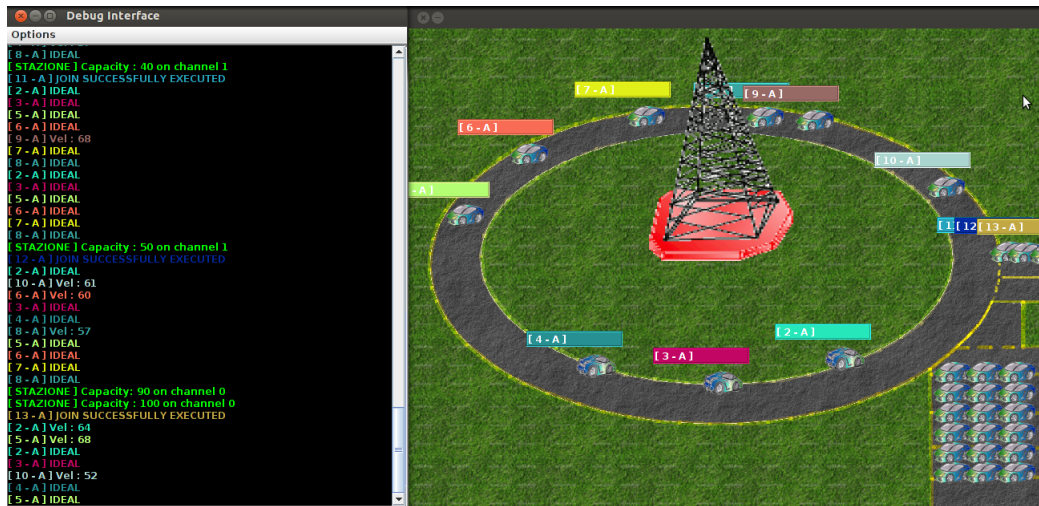 Debug Interface
Options
[ 8 - A ] IDEAL
[ STAZIONE ] Capacity : 40 on channel 1
[ 11 - A ] JOIN SUCCESSFULLY EXECUTED
[ 2 - A ] IDEAL
[ 3 - A ] IDEAL
[ 5 - A ] IDEAL
[ 6 - A ] IDEAL
[ 9 - A ] Vel : 68
[ 7 - A ] IDEAL
[ 8 - A ] IDEAL
[ 2 - A ] IDEAL
[ 3 - A ] IDEAL
[ 5 - A ] IDEAL
[ 6 - A ] IDEAL
[ 7 - A ] IDEAL
[ 8 - A ] IDEAL
[ STAZIONE ] Capacity : 50 on channel 1
[ 12 - A ] JOIN SUCCESSFULLY EXECUTED
[ 2 - A ] IDEAL
[ 10 - A ] Vel : 61
[ 6 - A ] Vel : 60
[ 3 - A ] IDEAL
[ 4 - A ] IDEAL
[ 8 - A ] Vel : 57
[ 5 - A ] IDEAL
[ 6 - A ] IDEAL
[ 7 - A ] IDEAL
[ 8 - A ] IDEAL
[ STAZIONE ] Capacity: 90 on channel 0
[ STAZIONE ] Capacity : 100 on channel 0
[ 13 - A ] JOIN SUCCESSFULLY EXECUTED
[ 2 - A ] Vel : 64
[ 5 - A ] Vel : 68
[ 2 - A ] IDEAL
[ 3 - A ] IDEAL
[ 10 - A ] Vel : 52
[ 4 - A ] IDEAL
[ 5 - A ] IDEAL
[ 7 - A ]
[ 9 - A ]
[ 6 - A ]
[ 10 - A ]
- A ]
[ 12
[ 13 - A ]
[ 4 - A ]
[ 2 - A ]
[ 3 - A ]